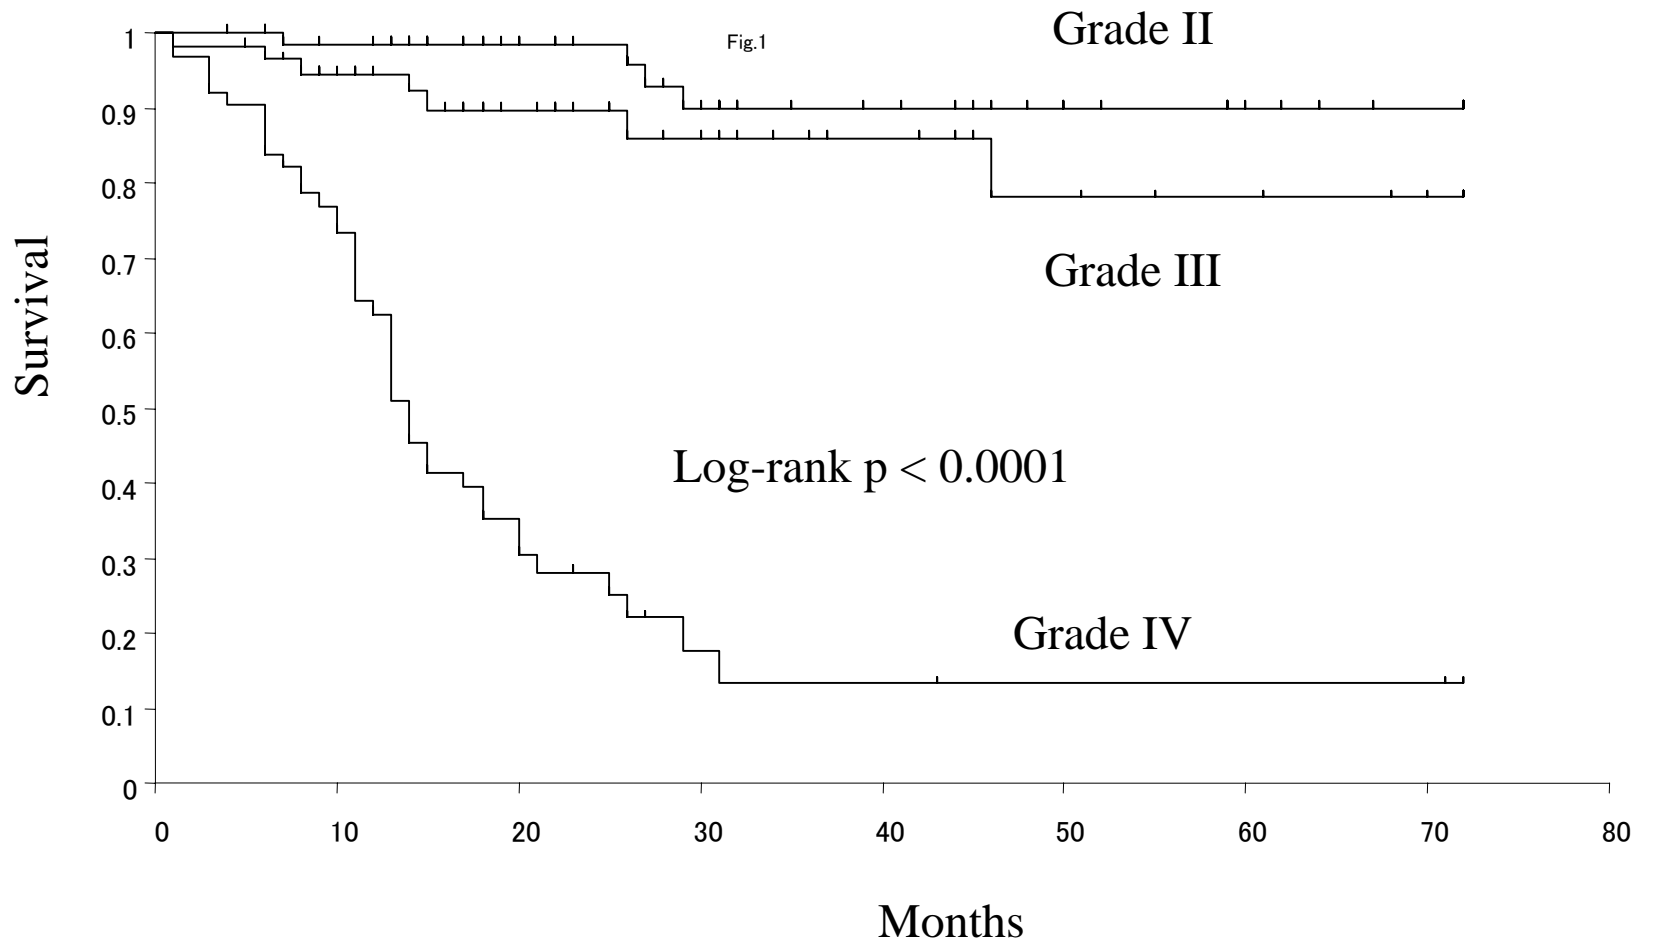 Fig.1
Grade II
1
0.9
0.8
0.7
0.6
0.5
0.4
0.3
0.2
0.1
0
Survival
Grade III
Log-rank p < 0.0001
Grade IV
0 10 20 30 40 50 60 70 80
Months